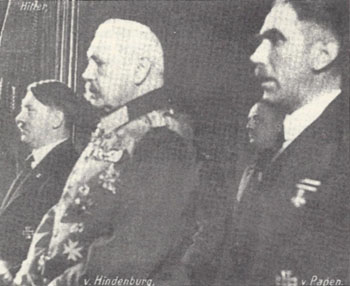 Hitler,
v. Hindenburg,
v. Papen.